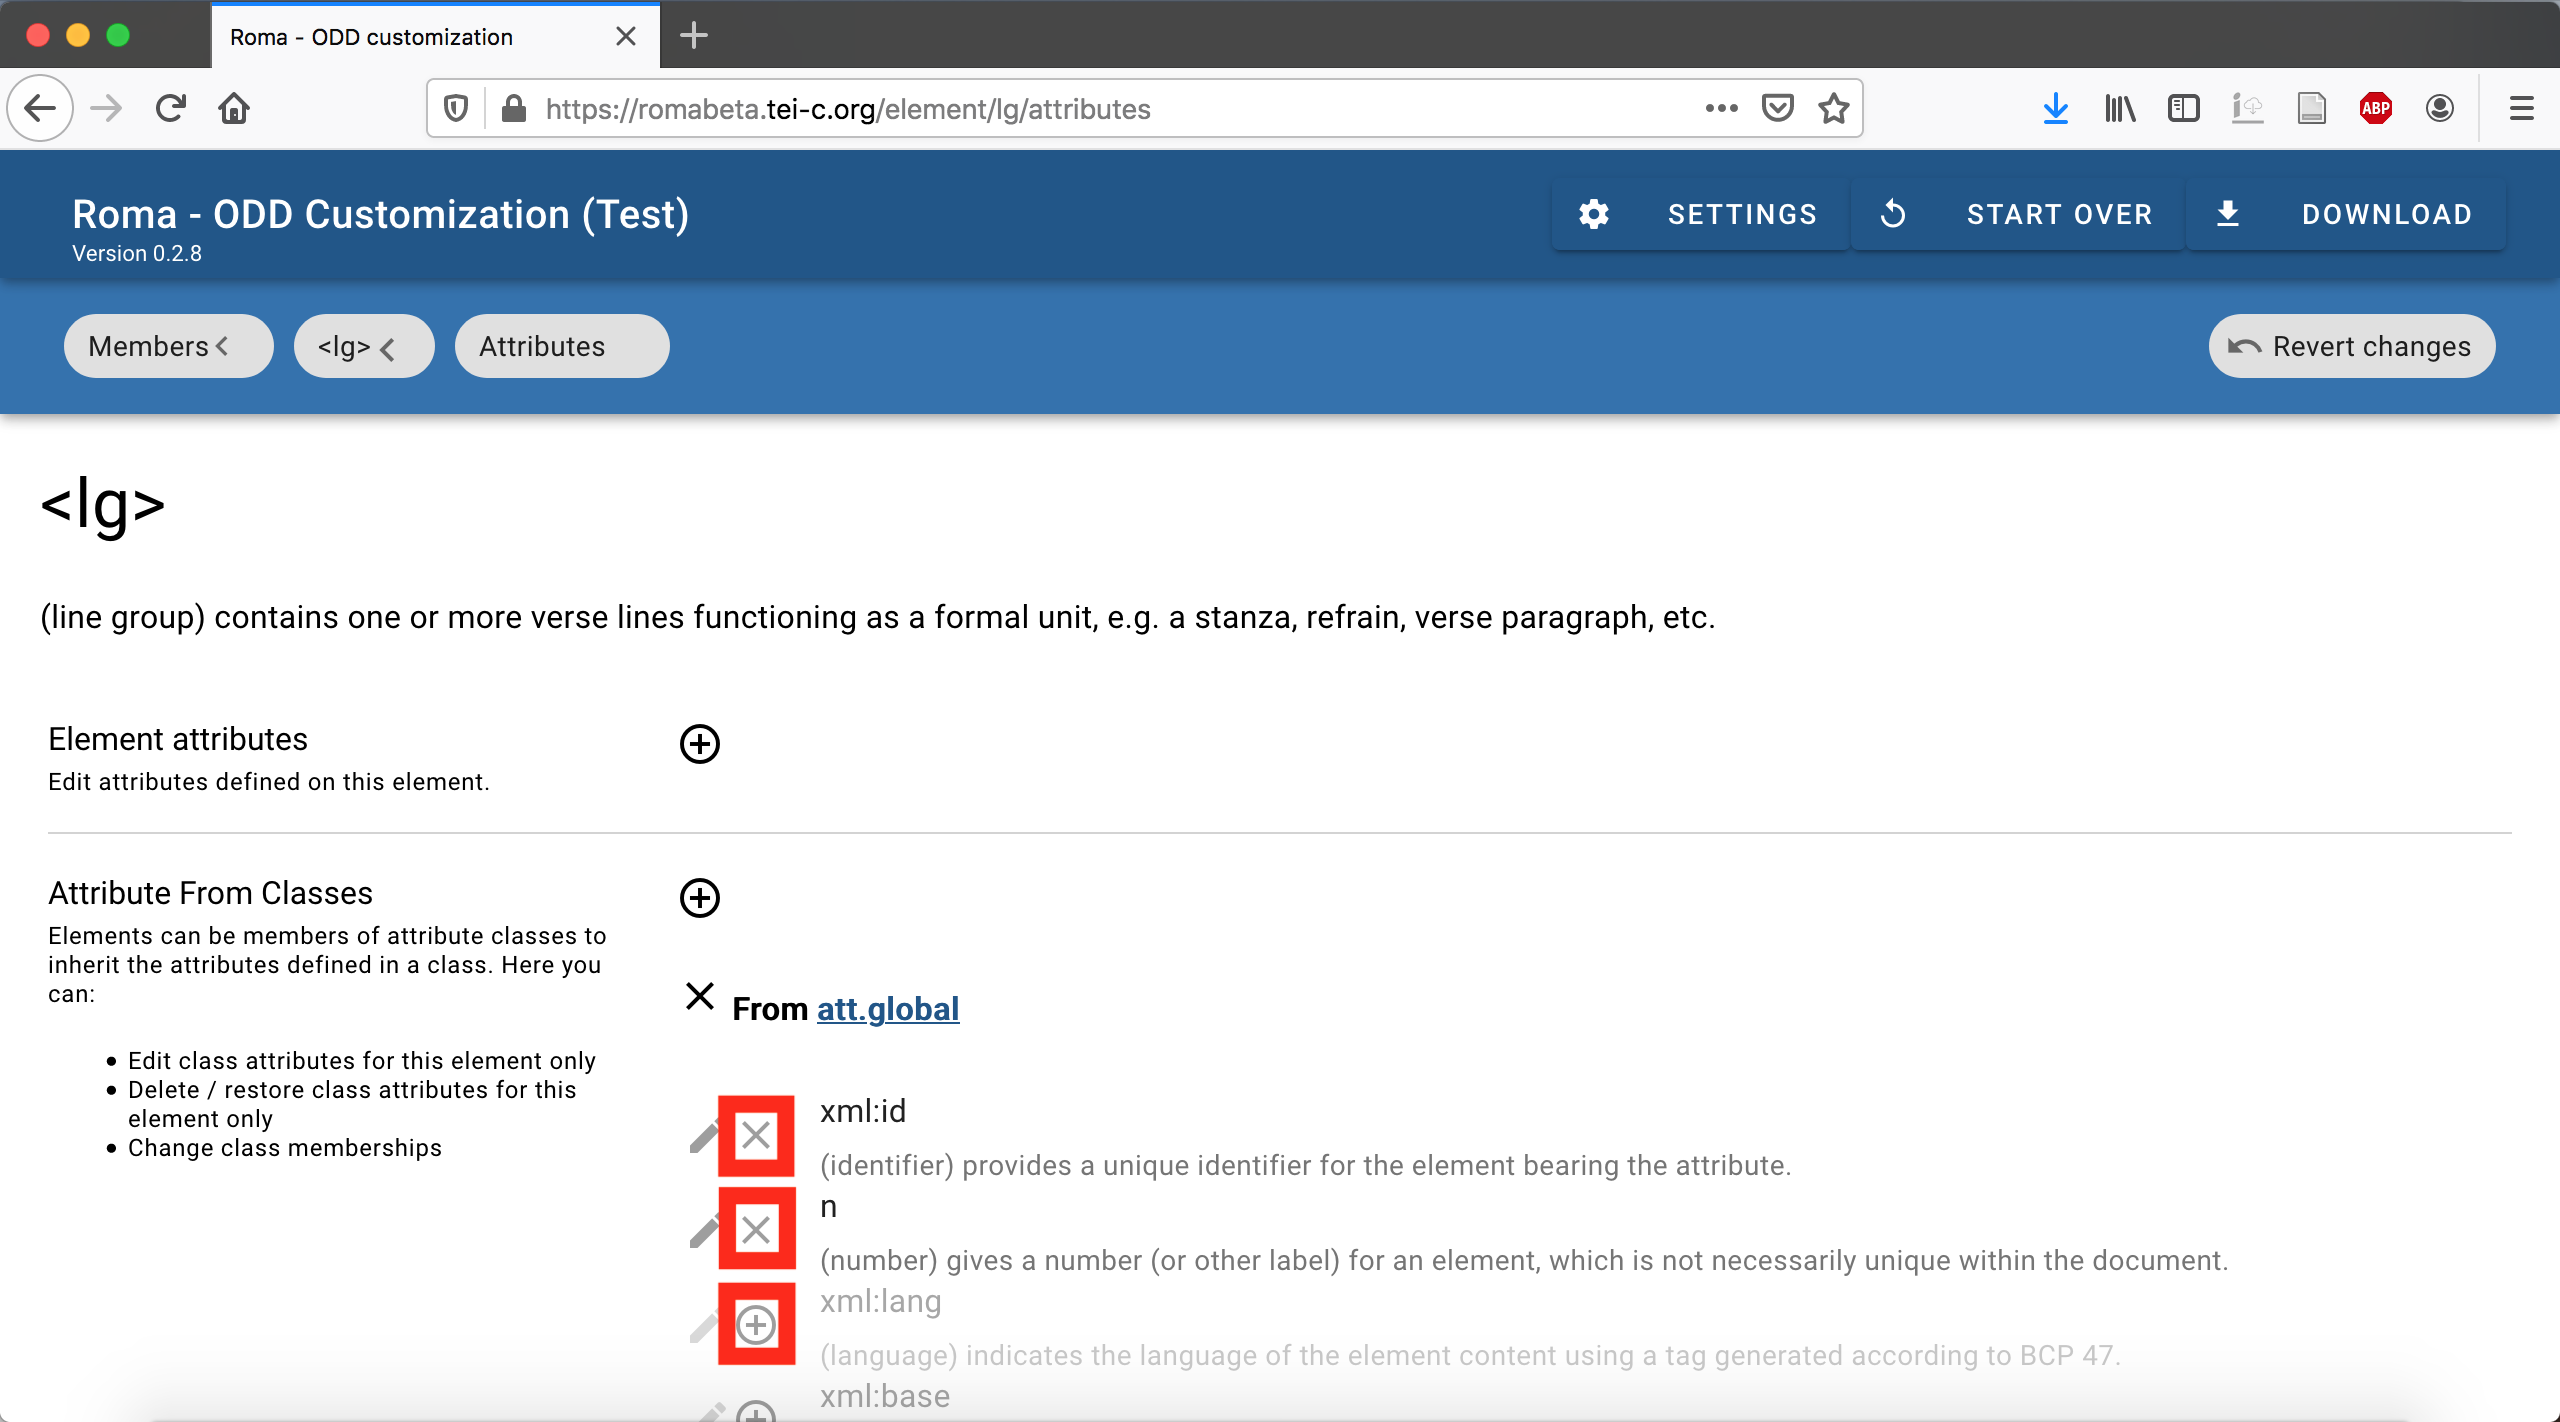 Roma - ODD customization
https://romabeta.tei-c.org/element/lg/attributes
ABP
Roma - ODD Customization (Test)
Version 0.2.8
SETTINGS
START OVER
DOWNLOAD
Members
<lg>
Attributes
Revert changes
<lg>
(line group) contains one or more verse lines functioning as a formal unit, e.g. a stanza, refrain, verse paragraph, etc.
Element attributes
Edit attributes defined on this element.
Attribute From Classes
Elements can be members of attribute classes to
inherit the attributes defined in a class. Here you
can:
• Edit class attributes for this element only
• Delete / restore class attributes for this
element only
• Change class memberships
From att.global
xml:id
(identifier) provides a unique identifier for the element bearing the attribute.
n
(number) gives a number (or other label) for an element, which is not necessarily unique within the document.
xml:lang
(language) indicates the language of the element content using a tag generated according to BCP 47.
xml:base